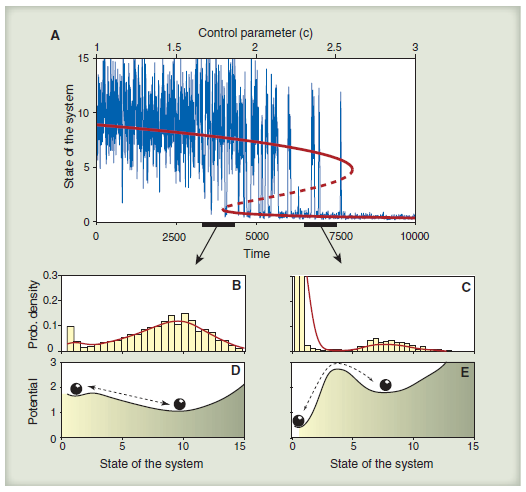 A
Control parameter (c)
1 1.5 2 2.5 3
State of the system
15
10
5
0
0 2500 5000 7500 10000
Time
Prob. density
0.3
0.2
0.1
0
B
C
Potential
3
2
1
0
D
E
0 5 10 15
0 5 10 15
State of the system
State of the system